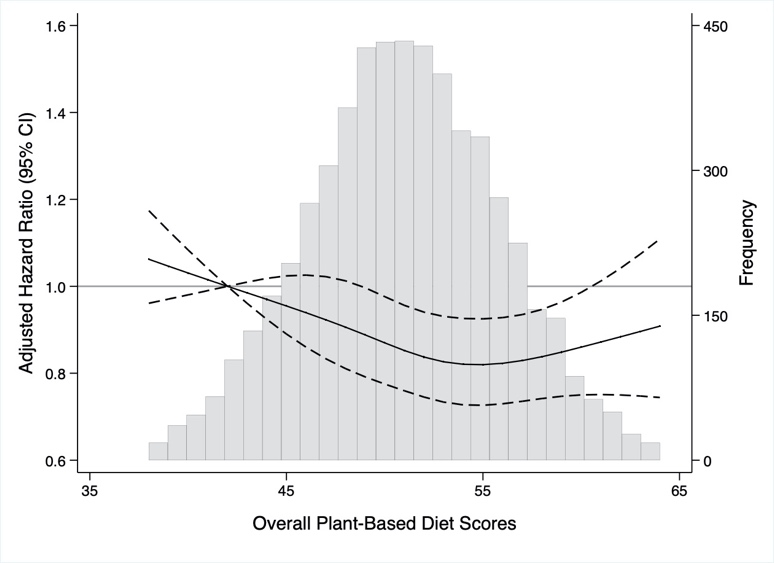 1.6
1.4
1.2
1.0
0.8
0.6
Adjusted Hazard Ratio (95% CI)
450
300
150
0
Frequency
35 45 55 65
Overall Plant-Based Diet Scores